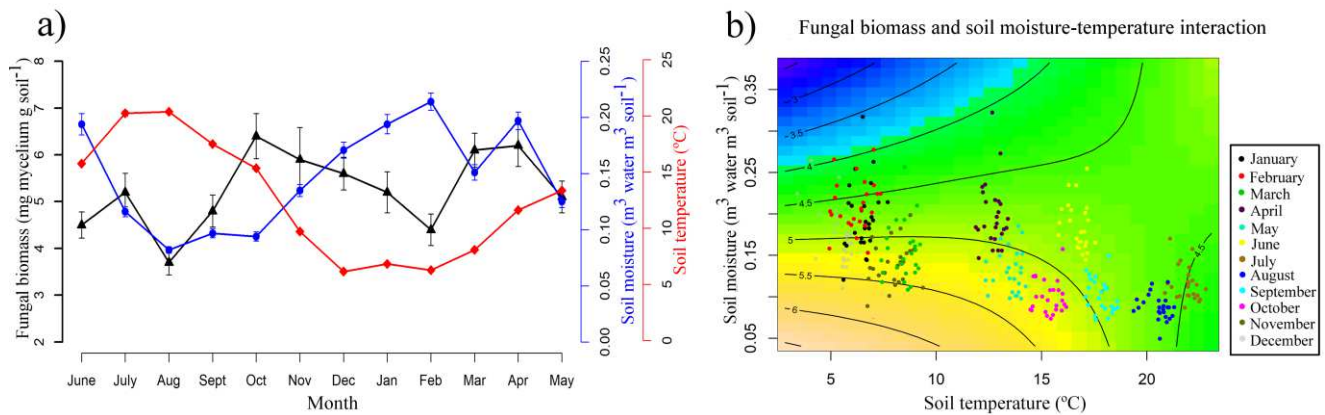 a)
Fungal biomass (mg mycelium g soil-1)
8
7
6
5
4
3
2
0.25
0.20
0.15
0.10
0.05
0.00
Soil moisture (m3 water m3 soil-1)
25
20
15
10
5
0
Soil temperature (ºC)
June July Aug Sept Oct Nov Dec Jan Feb Mar Apr May
Month
b)
Fungal biomass and soil moisture-temperature interaction
Soil moisture (m3 water m3 soil-1)
0.35
0.25
0.15
0.05
3
3.5
4
4.5
5
5.5
6
4.5
5 10 15 20
Soil temperature (ºC)
January
February
March
April
May
June
July
August
September
October
November
December